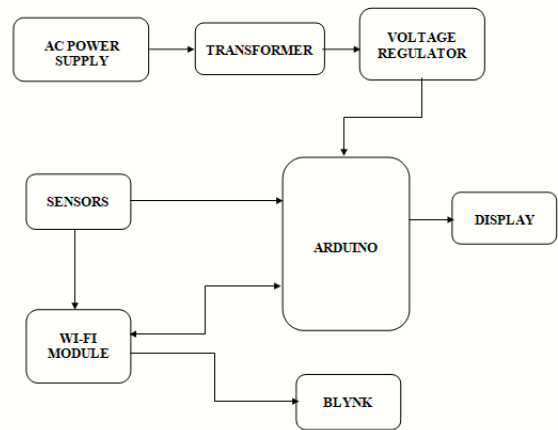 AC POWER
SUPPLY
TRANSFORMER
VOLTAGE
REGULATOR
SENSORS
ARDUINO
DISPLAY
WI-FI
MODULE
BLYNK